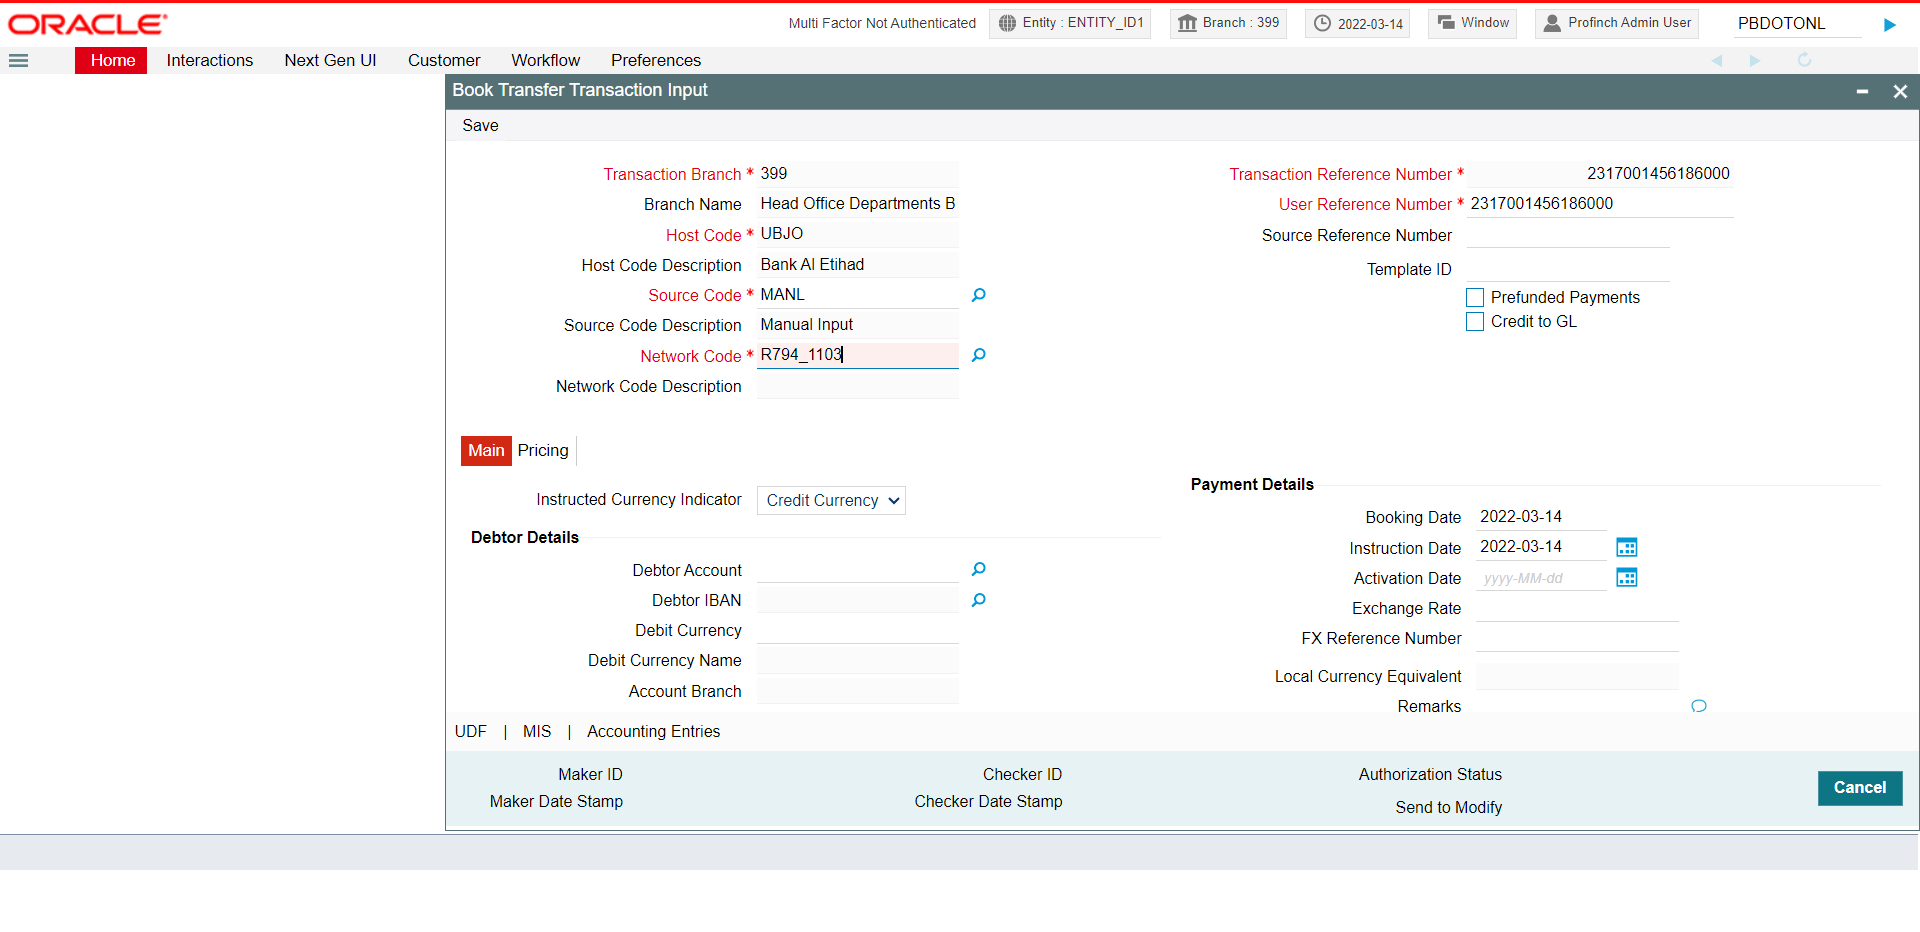 ORACLE
Multi Factor Not Authenticated
Entity : ENTITY_ID1
Branch : 399
2022-03-14
Window
Profinch Admin User
PBDOTONL
Home Interactions Next Gen UI Customer Workflow Preferences
Book Transfer Transaction Input
Save
Transaction Branch * 399
Branch Name Head Office Departments B
Host Code * UBJO
Host Code Description Bank Al Etihad
Source Code * MANL
Source Code Description Manual Input
Network Code * R794_1103
Network Code Description
Transaction Reference Number * 2317001456186000
User Reference Number * 2317001456186000
Source Reference Number
Template ID
Prefunded Payments
Credit to GL
Main Pricing
Instructed Currency Indicator Credit Currency
Debtor Details
Debtor Account
Debtor IBAN
Debit Currency
Debit Currency Name
Account Branch
Payment Details
Booking Date 2022-03-14
Instruction Date 2022-03-14
Activation Date yyyy-MM-dd
Exchange Rate
FX Reference Number
Local Currency Equivalent
Remarks
UDF | MIS | Accounting Entries
Maker ID
Maker Date Stamp
Checker ID
Checker Date Stamp
Authorization Status
Send to Modify
Cancel